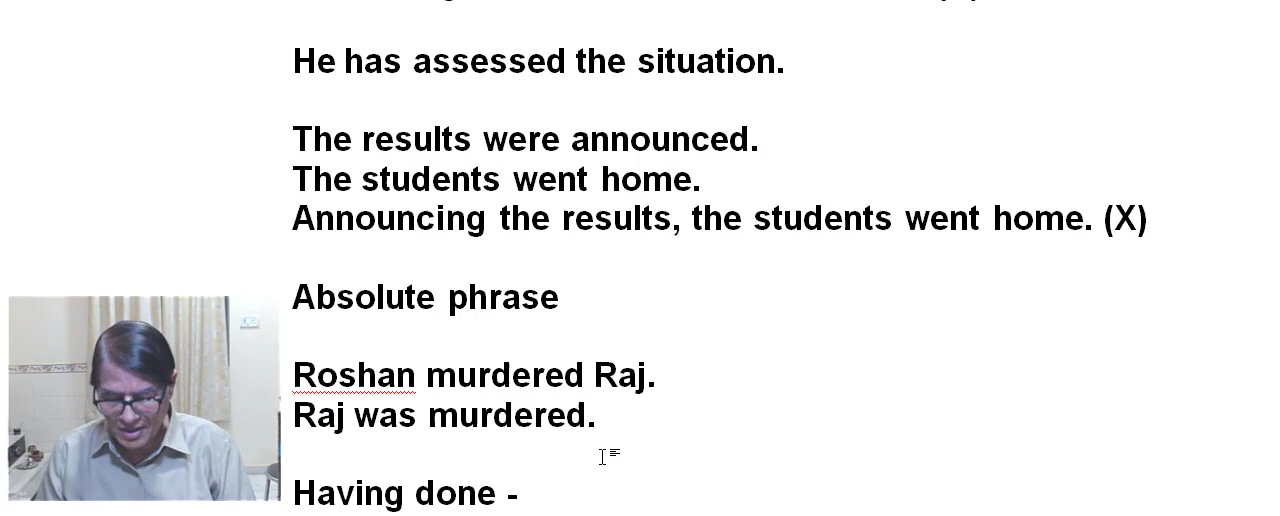 He has assessed the situation.
The results were announced.
The students went home.
Announcing the results, the students went home. (X)
Absolute phrase
Roshan murdered Raj.
Raj was murdered.
Having done -